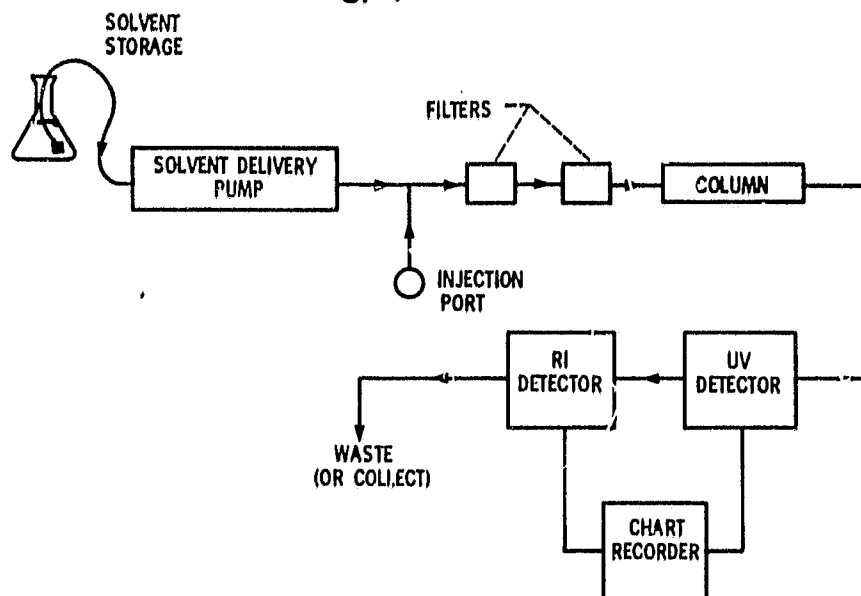 SOLVENT
STORAGE
FILTERS
SOLVENT DELIVERY
PUMP
COLUMN
INJECTION
PORT
RI
DETECTOR
UV
DETECTOR
WASTE
(OR COLLECT)
CHART
RECORDER